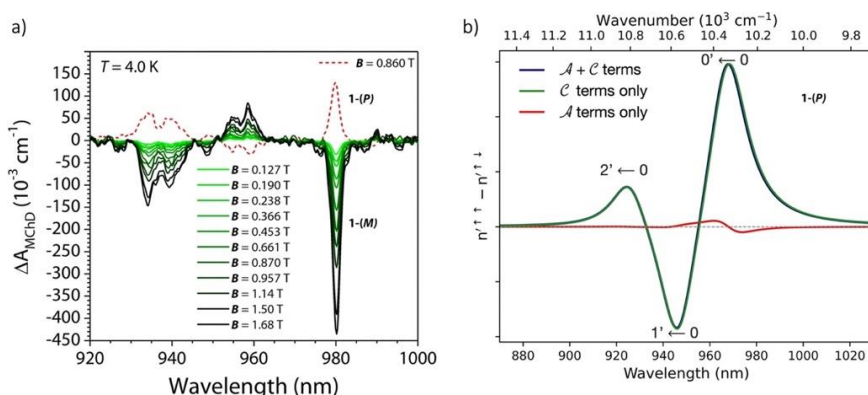 a)
T = 4.0 K
B = 0.860 T
1-(P)
1-(M)
B = 0.127 T
B = 0.190 T
B = 0.238 T
B = 0.366 T
B = 0.453 T
B = 0.661 T
B = 0.870 T
B = 0.957 T
B = 1.14 T
B = 1.50 T
B = 1.68 T
150
100
50
0
-50
-100
-150
-200
-250
-300
-350
-400
-450
ΔA_MChD (10⁻³ cm⁻¹)
920 940 960 980 1000
Wavelength (nm)
b)
Wavenumber (10³ cm⁻¹)
11.4 11.2 11.0 10.8 10.6 10.4 10.2 10.0 9.8
𝒜 + 𝒞 terms
𝒞 terms only
𝒜 terms only
0' ← 0
1-(P)
2' ← 0
1' ← 0
n'↑↑ − n'↑↓
880 900 920 940 960 980 1000 1020
Wavelength (nm)